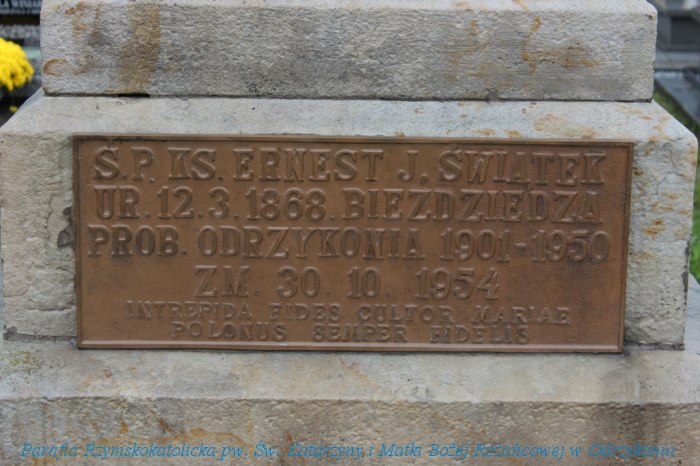 Ś.P. KS. ERNEST J. ŚWIĄTEK
UR. 12.3.1868. BIEŹDZIEDZA
PROB. ODRZYKONIA 1901-1950
ZM. 30 10. 1954
INTREPIDA FIDES CULTOR MARIAE
POLONUS SEMPER FIDELIS
Parafia Rzymskokatolicka pw. Św. Katarzyny i Matki Bożej Różańcowej w Odrzykoniu